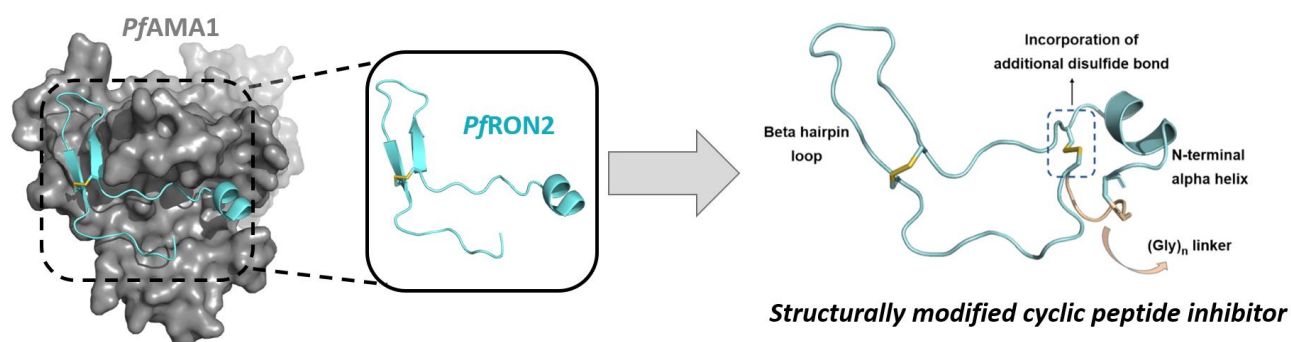 PfAMA1
PfRON2
Incorporation of
additional disulfide bond
Beta hairpin
loop
N-terminal
alpha helix
(Gly)n linker
Structurally modified cyclic peptide inhibitor